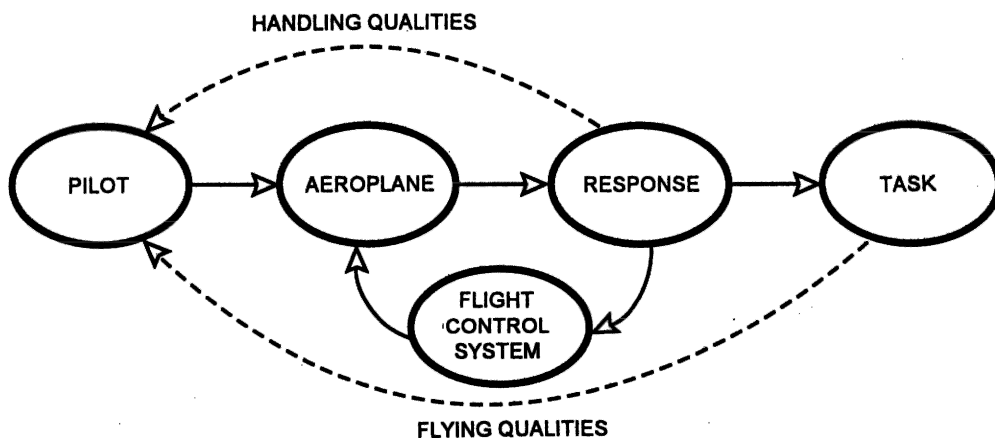 HANDLING QUALITIES
PILOT
AEROPLANE
RESPONSE
TASK
FLIGHT
CONTROL
SYSTEM
FLYING QUALITIES